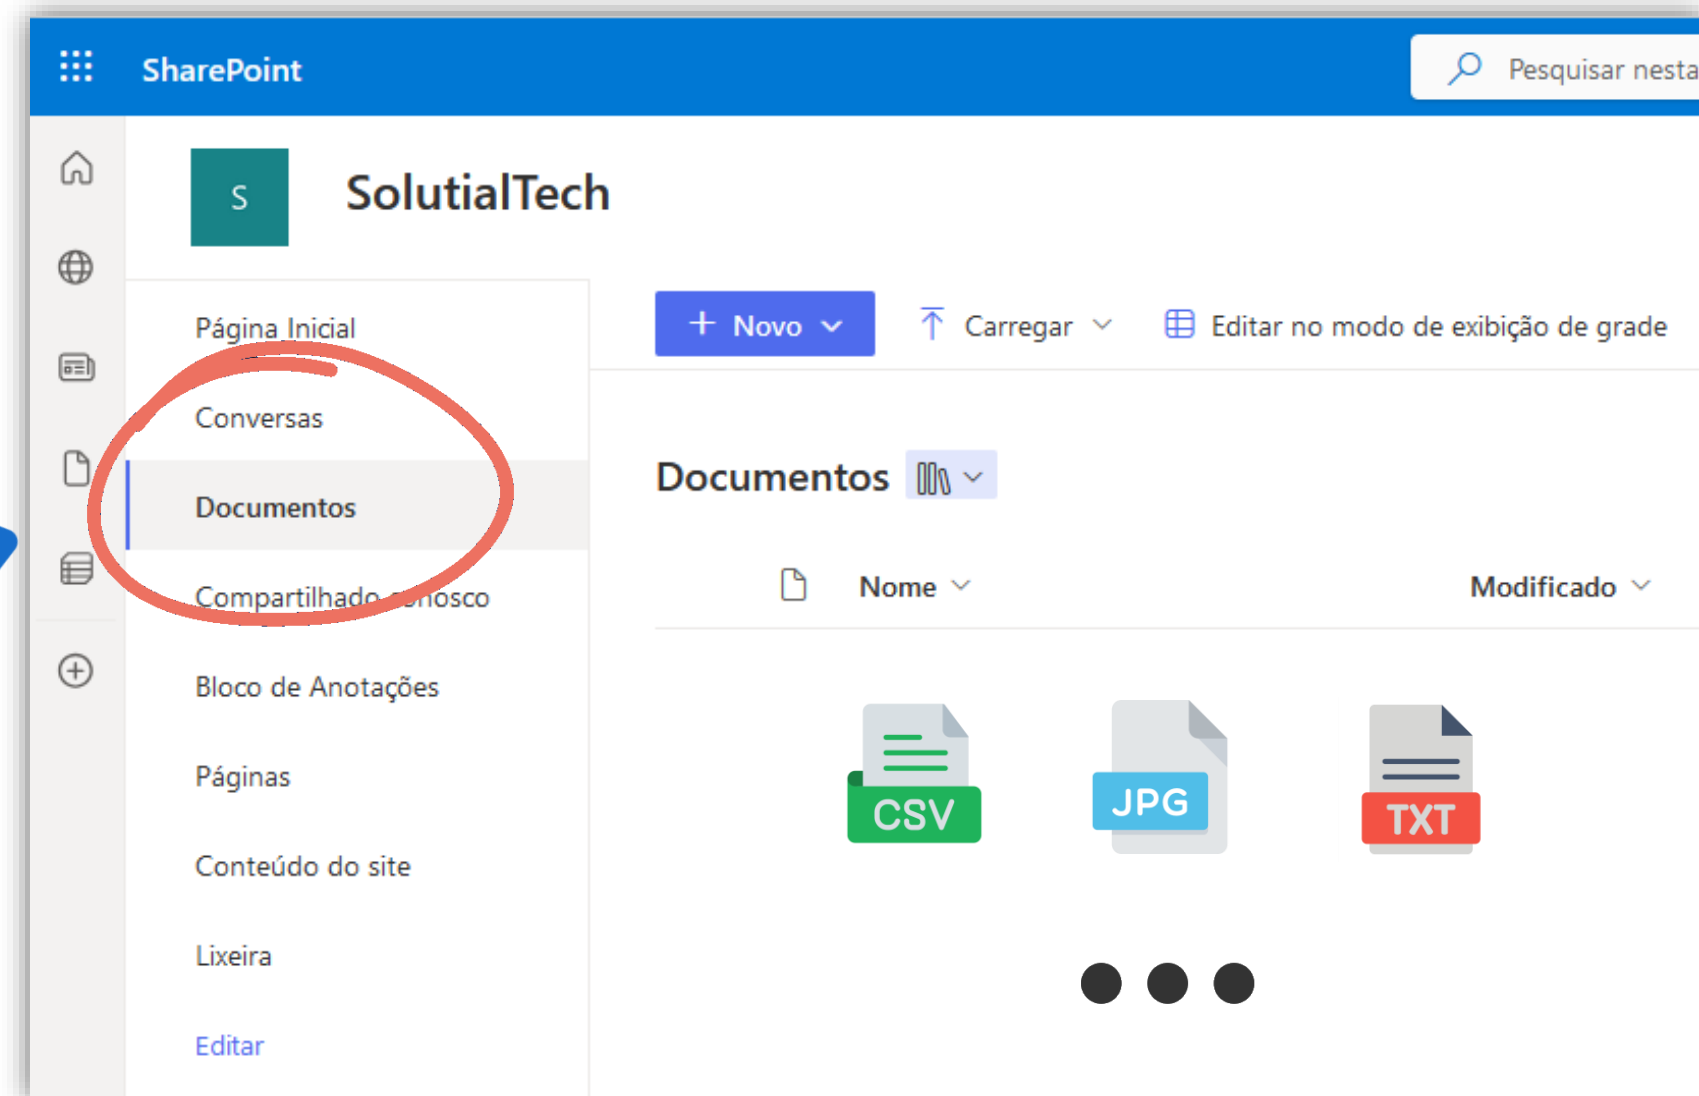 SharePoint
Pesquisar nesta
S
SolutialTech
Página Inicial
Conversas
Documentos
Compartilhado conosco
Bloco de Anotações
Páginas
Conteúdo do site
Lixeira
Editar
+ Novo
Carregar
Editar no modo de exibição de grade
Documentos
Nome
Modificado
CSV
JPG
TXT